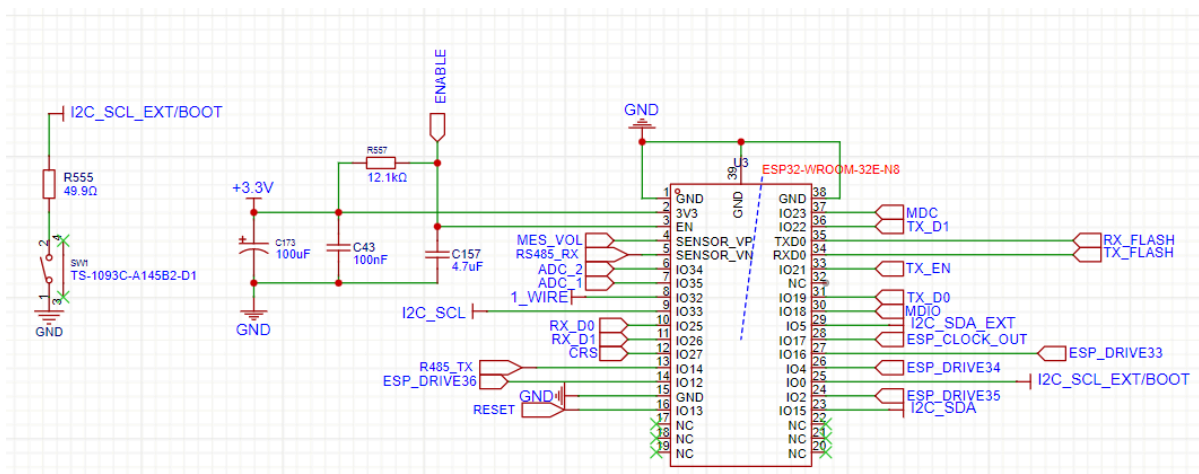 ENABLE
I2C_SCL_EXT/BOOT
R555
49.9Ω
2
4
SW1
TS-1093C-A145B2-D1
1
3
GND
+3.3V
R557
12.1kΩ
+
C173
100uF
C43
100nF
C157
4.7uF
GND
GND
U3
ESP32-WROOM-32E-N8
39
GND
1 GND
2 3V3
3 EN
MES_VOL 4 SENSOR_VP
RS485_RX 5 SENSOR_VN
ADC_2 6 IO34
ADC_1 7 IO35
1_WIRE 8 IO32
I2C_SCL 9 IO33
RX_D0 10 IO25
RX_D1 11 IO26
CRS 12 IO27
R485_TX 13 IO14
ESP_DRIVE36 14 IO12
GND 15 GND
RESET 16 IO13
17 NC
18 NC
19 NC
GND 38
IO23 37 MDC
IO22 36 TX_D1
TXD0 35 RX_FLASH
RXD0 34 TX_FLASH
IO21 33 TX_EN
NC 32
IO19 31 TX_D0
IO18 30 MDIO
IO5 29 I2C_SDA_EXT
IO17 28 ESP_CLOCK_OUT
IO16 27 ESP_DRIVE33
IO4 26 ESP_DRIVE34
IO0 25 I2C_SCL_EXT/BOOT
IO2 24 ESP_DRIVE35
IO15 23 I2C_SDA
NC 22
NC 21
NC 20